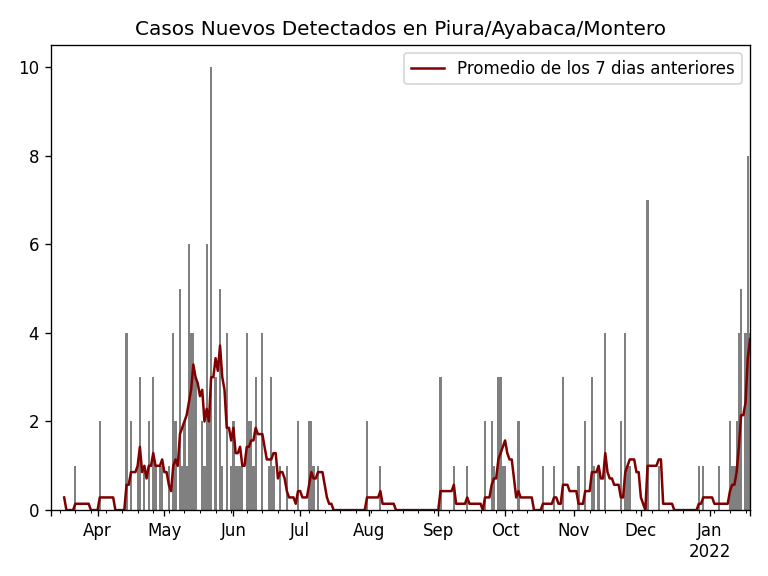 Casos Nuevos Detectados en Piura/Ayabaca/Montero
Promedio de los 7 dias anteriores
10
8
6
4
2
0
Apr May Jun Jul Aug Sep Oct Nov Dec Jan
2022